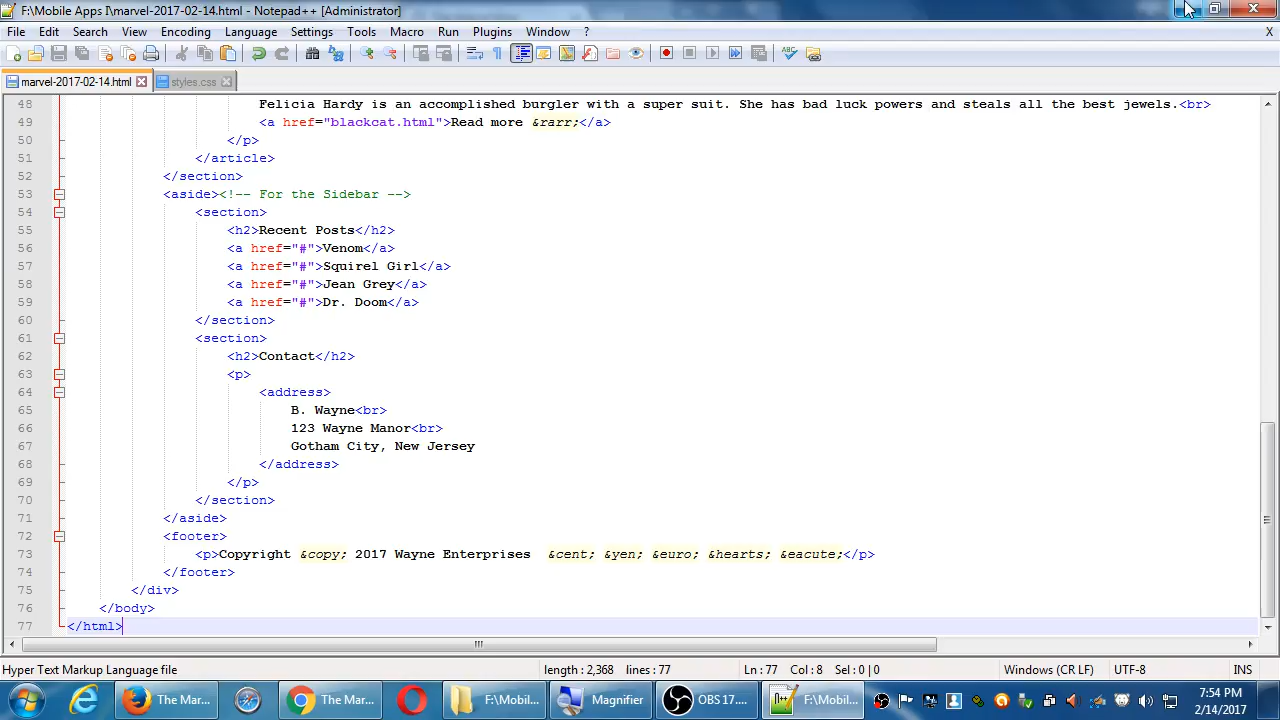 F:\Mobile Apps I\marvel-2017-02-14.html - Notepad++ [Administrator]
File Edit Search View Encoding Language Settings Tools Macro Run Plugins Window ? X
marvel-2017-02-14.html styles.css
48 Felicia Hardy is an accomplished burgler with a super suit. She has bad luck powers and steals all the best jewels.<br>
49 <a href="blackcat.html">Read more &rarr;</a>
50 </p>
51 </article>
52 </section>
53 <aside><!-- For the Sidebar -->
54 <section>
55 <h2>Recent Posts</h2>
56 <a href="#">Venom</a>
57 <a href="#">Squirel Girl</a>
58 <a href="#">Jean Grey</a>
59 <a href="#">Dr. Doom</a>
60 </section>
61 <section>
62 <h2>Contact</h2>
63 <p>
64 <address>
65 B. Wayne<br>
66 123 Wayne Manor<br>
67 Gotham City, New Jersey
68 </address>
69 </p>
70 </section>
71 </aside>
72 <footer>
73 <p>Copyright &copy; 2017 Wayne Enterprises &cent; &yen; &euro; &hearts; &eacute;</p>
74 </footer>
75 </div>
76 </body>
77 </html>
Hyper Text Markup Language file length : 2,368 lines : 77 Ln : 77 Col : 8 Sel : 0 | 0 Windows (CR LF) UTF-8 INS
The Mar... The Mar... F:\Mobil... Magnifier OBS 17.... F:\Mobil... 7:54 PM
2/14/2017